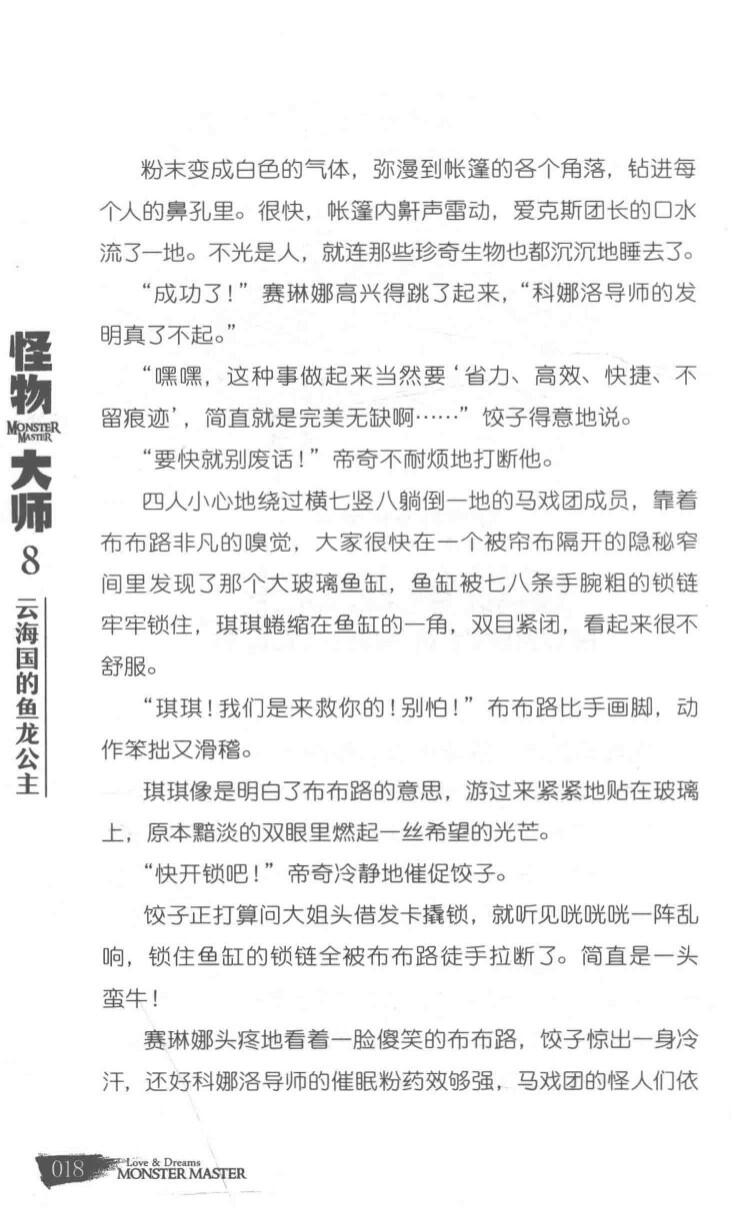 粉末变成白色的气体，弥漫到帐篷的各个角落，钻进每
个人的鼻孔里。很快，帐篷内鼾声雷动，爱克斯团长的口水
流了一地。不光是人，就连那些珍奇生物也都沉沉地睡去了。
“成功了！”赛琳娜高兴得跳了起来，“科娜洛导师的发
明真了不起。”
“嘿嘿，这种事做起来当然要‘省力、高效、快捷、不
留痕迹’，简直就是完美无缺啊……”饺子得意地说。
“要快就别废话！”帝奇不耐烦地打断他。
四人小心地绕过横七竖八躺倒一地的马戏团成员，靠着
布布路非凡的嗅觉，大家很快在一个被帘布隔开的隐秘窄
间里发现了那个大玻璃鱼缸，鱼缸被七八条手腕粗的锁链
牢牢锁住，琪琪蜷缩在鱼缸的一角，双目紧闭，看起来很不
舒服。
“琪琪！我们是来救你的！别怕！”布布路比手画脚，动
作笨拙又滑稽。
琪琪像是明白了布布路的意思，游过来紧紧地贴在玻璃
上，原本黯淡的双眼里燃起一丝希望的光芒。
“快开锁吧！”帝奇冷静地催促饺子。
饺子正打算问大姐头借发卡撬锁，就听见咣咣咣一阵乱
响，锁住鱼缸的锁链全被布布路徒手拉断了。简直是一头
蛮牛！
赛琳娜头疼地看着一脸傻笑的布布路，饺子惊出一身冷
汗，还好科娜洛导师的催眠粉药效够强，马戏团的怪人们依
怪物
MONSTER
MASTER
大师
8
云海国的鱼龙公主
018
Love & Dreams
MONSTER MASTER